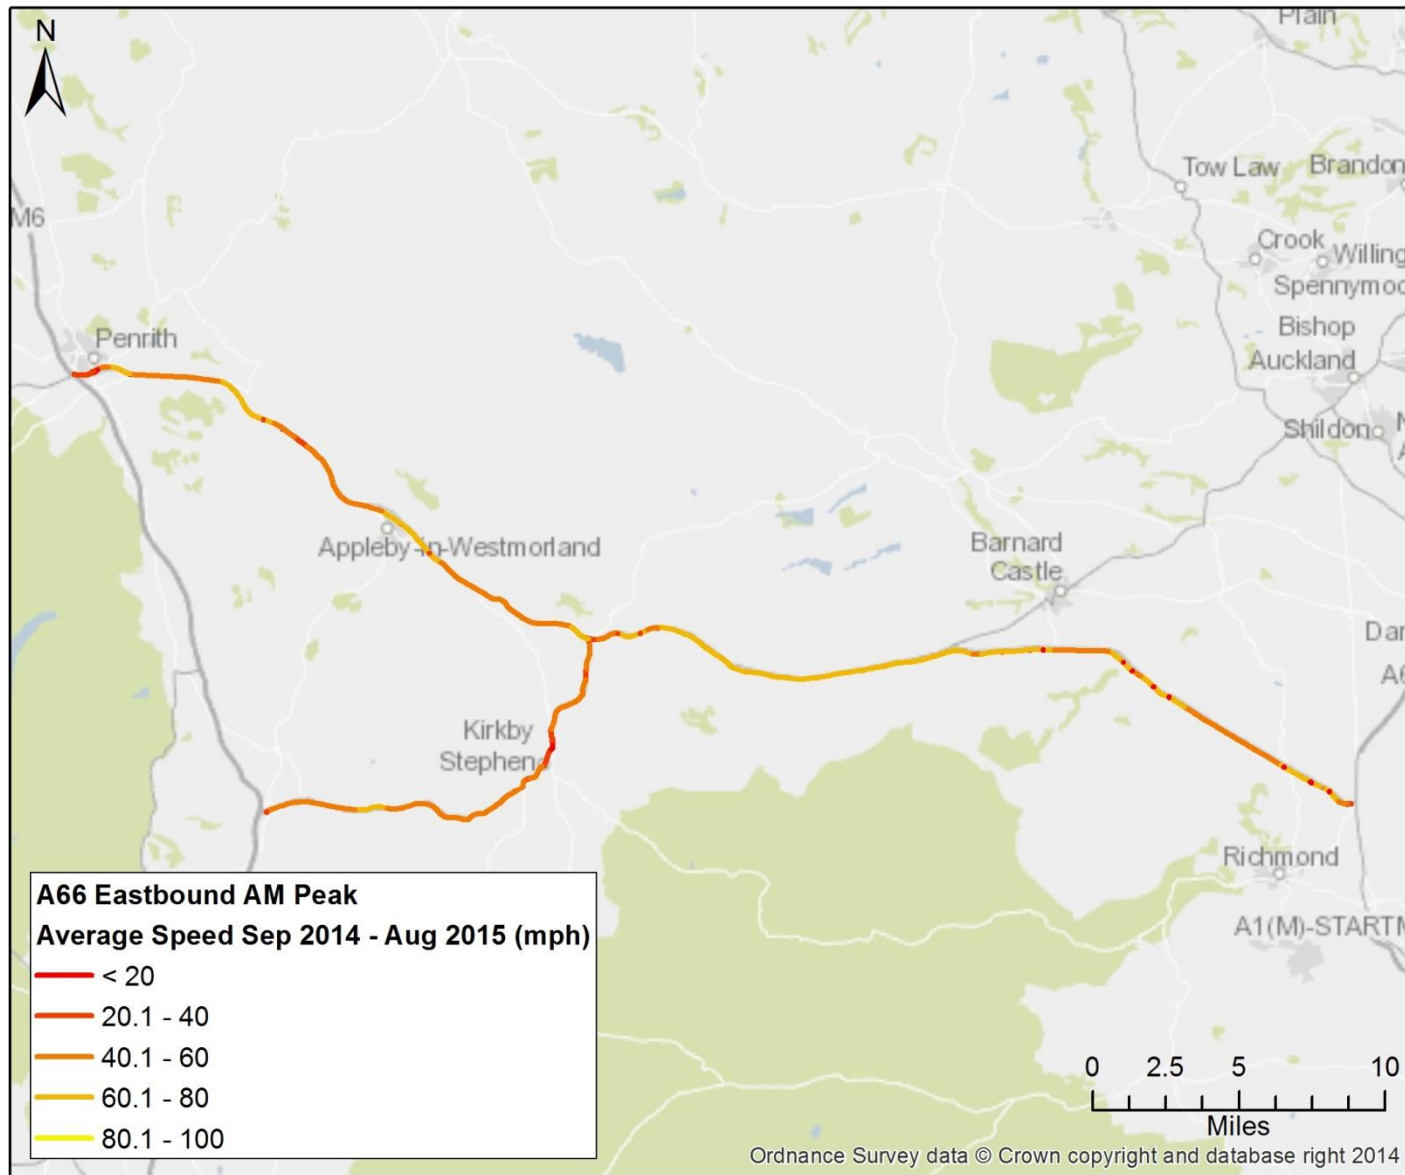 Plain
N
Tow Law
Brandon
M6
Crook
Willing
Spennymoo
Bishop
Auckland
Penrith
Shildon
N
A
Appleby-in-Westmorland
Barnard
Castle
Dar
A6
Kirkby
Stephen
Richmond
A1(M)-STARTM
A66 Eastbound AM Peak
Average Speed Sep 2014 - Aug 2015 (mph)
< 20
20.1 - 40
40.1 - 60
60.1 - 80
80.1 - 100
0 2.5 5 10
Miles
Ordnance Survey data © Crown copyright and database right 2014